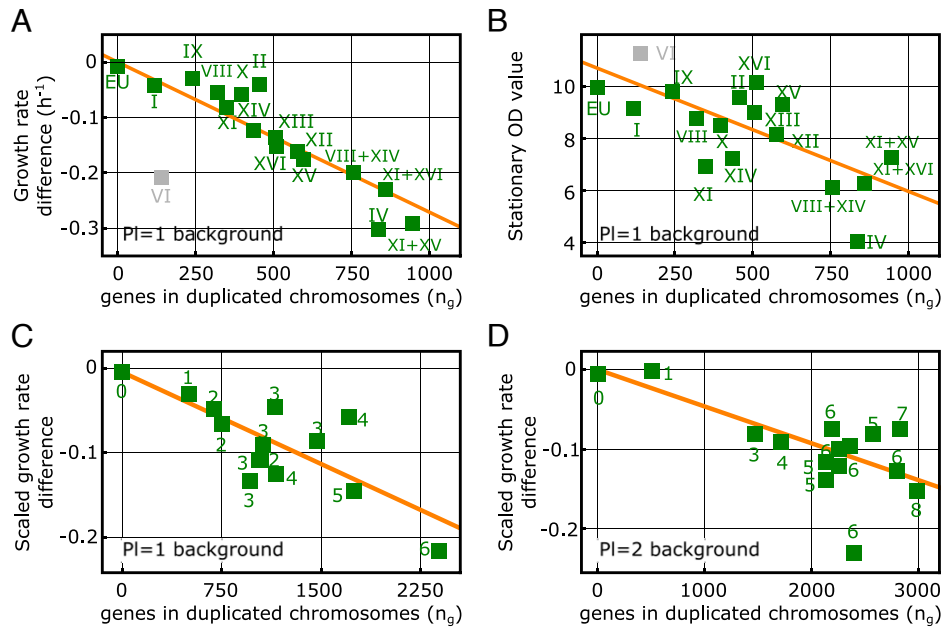 A
Growth rate
difference (h⁻¹)
0
-0.1
-0.2
-0.3
EU
I
IX
VIII
X
II
XI
XIV
XIII
XVI
XII
XV
VIII+XIV
XI+XVI
IV
XI+XV
VI
PI=1 background
0
250
500
750
1000
genes in duplicated chromosomes (n_g)
B
Stationary OD value
10
8
6
4
VI
EU
I
IX
VIII
X
XI
XIV
II
XVI
XV
XIII
XII
XI+XV
XI+XVI
VIII+XIV
IV
PI=1 background
0
250
500
750
1000
genes in duplicated chromosomes (n_g)
C
Scaled growth rate
difference
0
-0.1
-0.2
0
1
2
2
3
3
3
2
3
4
3
4
5
6
PI=1 background
0
750
1500
2250
genes in duplicated chromosomes (n_g)
D
Scaled growth rate
difference
0
-0.1
-0.2
0
1
3
4
6
5
7
6
5
5
6
6
8
6
PI=2 background
0
1000
2000
3000
genes in duplicated chromosomes (n_g)